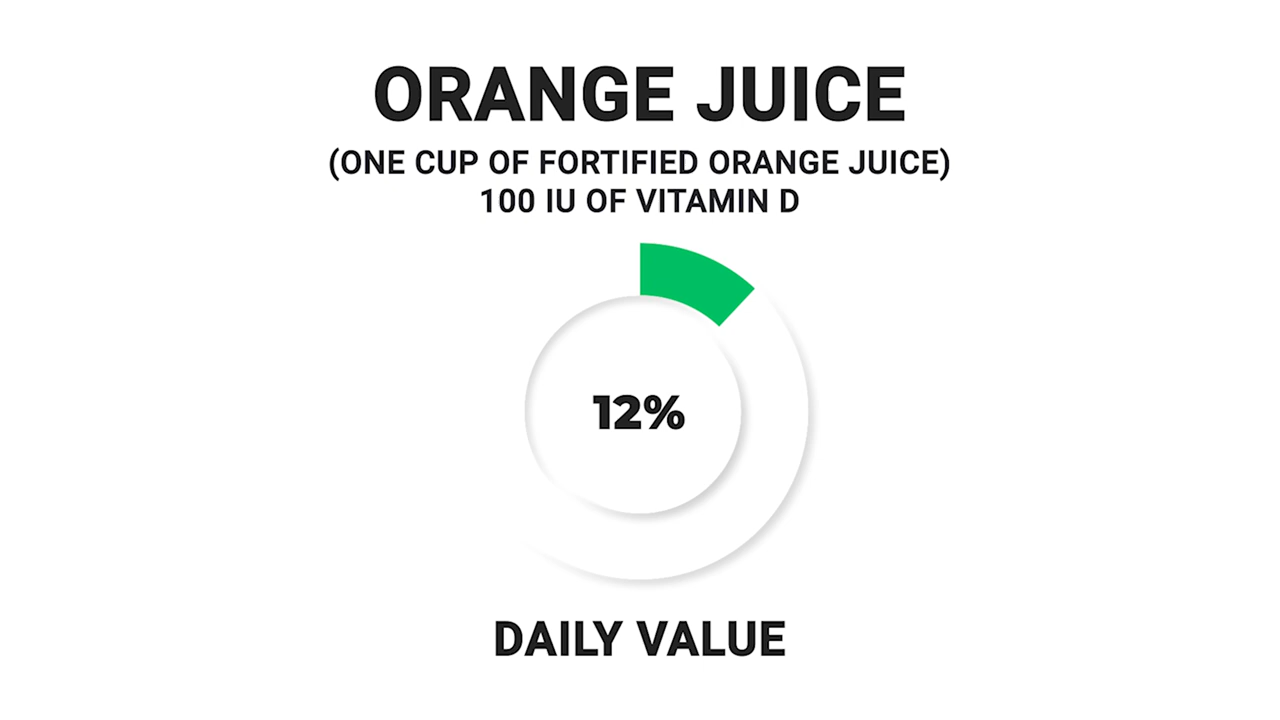 ORANGE JUICE
(ONE CUP OF FORTIFIED ORANGE JUICE)
100 IU OF VITAMIN D
12%
DAILY VALUE